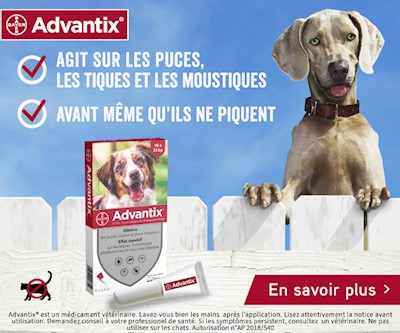 BAYER
Advantix®
AGIT SUR LES PUCES,
LES TIQUES ET LES MOUSTIQUES
AVANT MÊME QU'ILS NE PIQUENT
Advantix
Effet répulsif
En savoir plus >
Advantix® est un médicament vétérinaire. Lavez-vous bien les mains après l'application. Lisez attentivement la notice avant
utilisation. Demandez conseil à votre professionnel de santé. Si les symptômes persistent, consultez un vétérinaire. Ne pas
utiliser sur les chats. Autorisation n°AP 2018/540